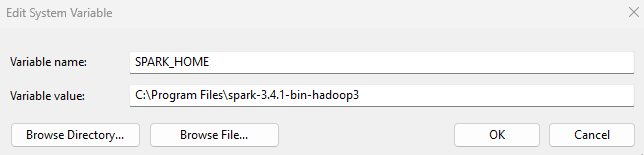 Edit System Variable
Variable name: SPARK_HOME
Variable value: C:\Program Files\spark-3.4.1-bin-hadoop3
Browse Directory... Browse File... OK Cancel